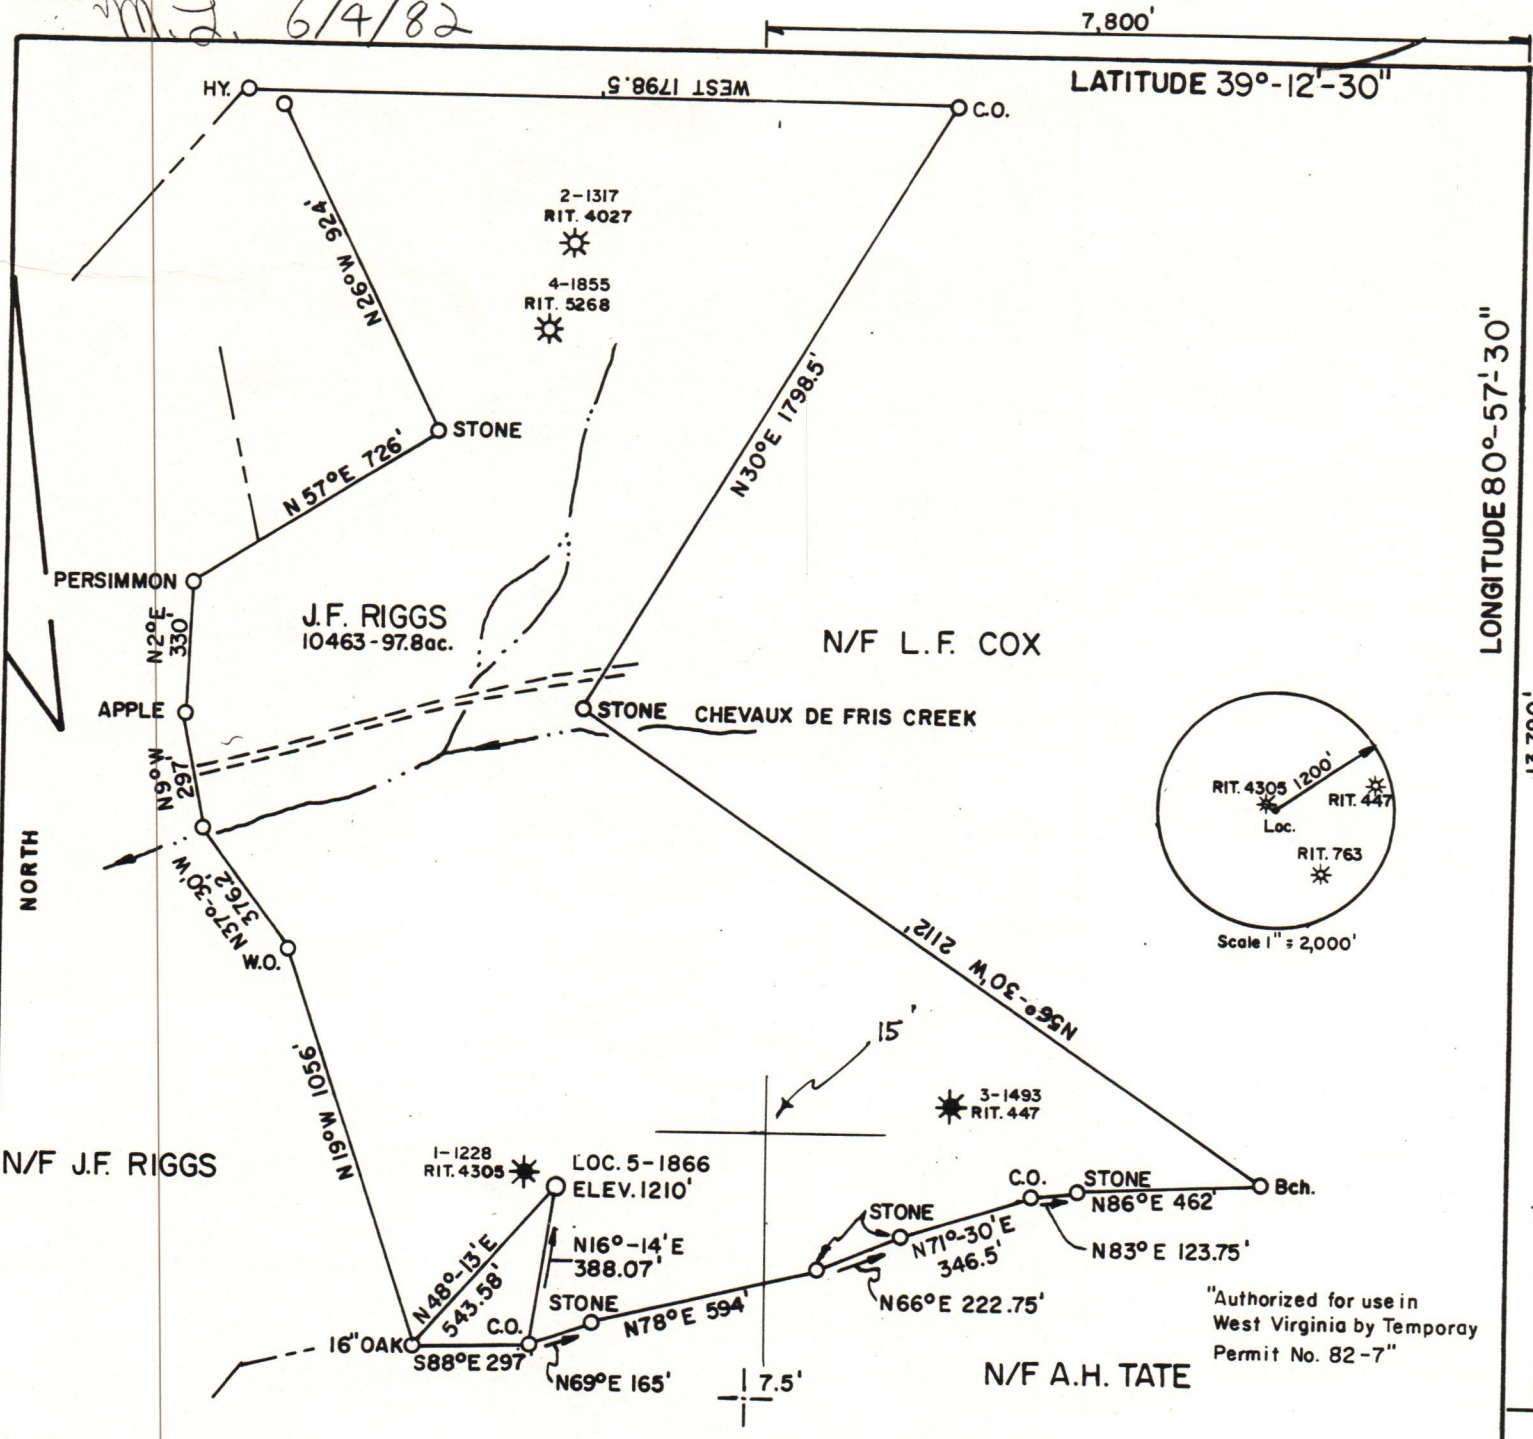 M.L. 6/4/82
7,800'
LATITUDE 39°-12'-30"
HY.
WEST 1798.5'
C.O.
2-1317
RIT. 4027
4-1855
RIT. 5268
N26°W 924'
N30°E 1798.5'
LONGITUDE 80°-57'-30"
STONE
N 57°E 726'
PERSIMMON
N2°E
330'
J.F. RIGGS
10463-97.8ac.
N/F L.F. COX
APPLE
STONE
CHEVAUX DE FRIS CREEK
N9°W
297'
NORTH
N37°-30'W
376.2'
W.O.
RIT. 4305
1200'
RIT. 447
Loc.
RIT. 763
Scale 1" = 2,000'
N56°-30'W 2112'
15'
N19°W 1056'
3-1493
RIT. 447
N/F J.F. RIGGS
1-1228
RIT. 4305
LOC. 5-1866
ELEV. 1210'
C.O.
STONE
Bch.
N86°E 462'
STONE
N71°-30'E
346.5'
N83°E 123.75'
N16°-14'E
388.07'
N48°-13'E
543.58'
N66°E 222.75'
STONE
N78°E 594'
C.O.
16" OAK
S88°E 297'
N69°E 165'
7.5'
N/F A.H. TATE
"Authorized for use in
West Virginia by Temporay
Permit No. 82-7"